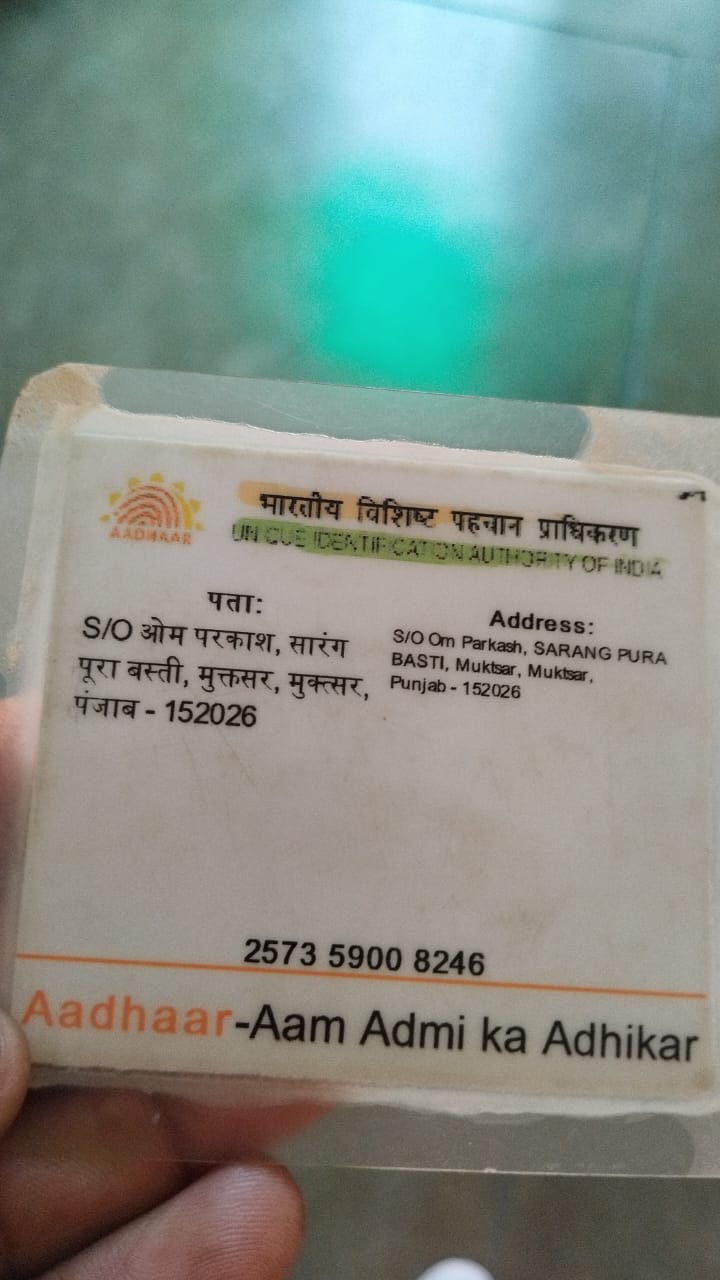 AADHAAR
भारतीय विशिष्ट पहचान प्राधिकरण
UNIQUE IDENTIFICATION AUTHORITY OF INDIA
पता:
S/O ओम परकाश, सारंग
पूरा बस्ती, मुक्तसर, मुक्त्सर,
पंजाब - 152026
Address:
S/O Om Parkash, SARANG PURA
BASTI, Muktsar, Muktsar,
Punjab - 152026
2573 5900 8246
Aadhaar-Aam Admi ka Adhikar